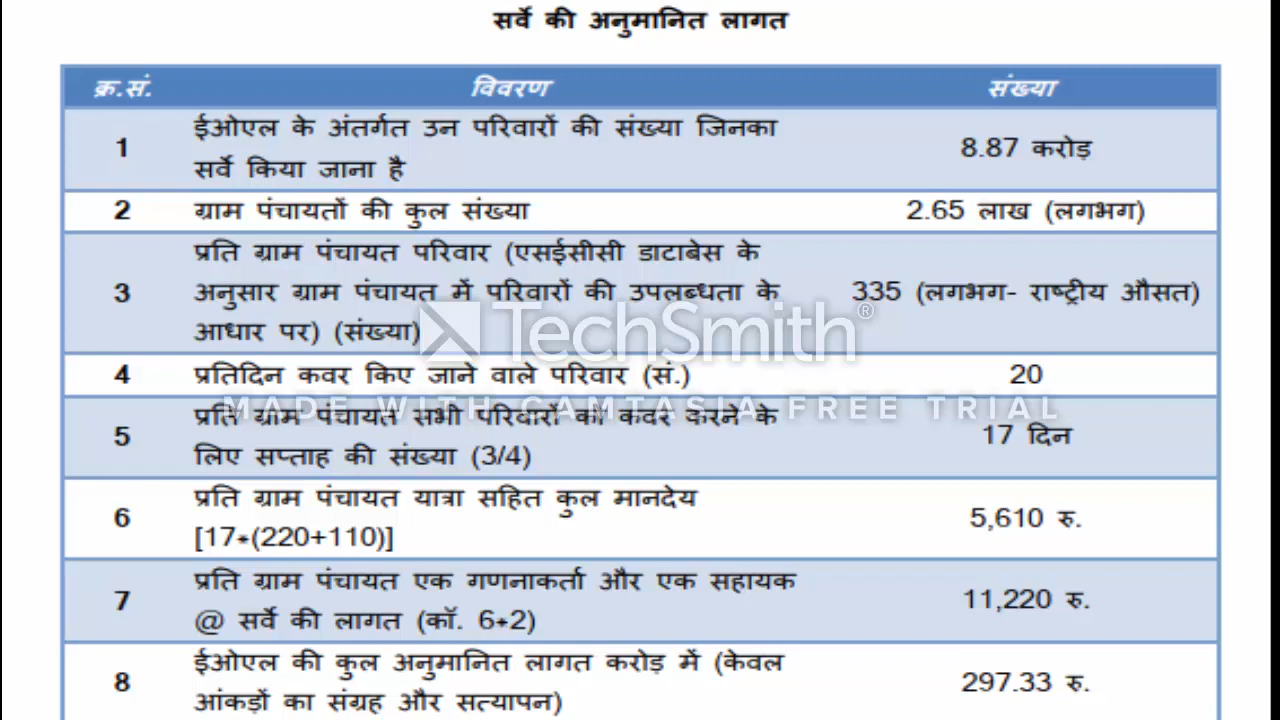 सर्वे की अनुमानित लागत
क्र.सं. विवरण संख्या
1 ईओएल के अंतर्गत उन परिवारों की संख्या जिनका 8.87 करोड़
सर्वे किया जाना है
2 ग्राम पंचायतों की कुल संख्या 2.65 लाख (लगभग)
प्रति ग्राम पंचायत परिवार (एसईसीसी डाटाबेस के
3 अनुसार ग्राम पंचायत में परिवारों की उपलब्धता के 335 (लगभग- राष्ट्रीय औसत)
आधार पर) (संख्या)
TechSmith®
4 प्रतिदिन कवर किए जाने वाले परिवार (सं.) 20
MADE WITH CAMTASIA FREE TRIAL
5 प्रति ग्राम पंचायत सभी परिवारों को कवर करने के 17 दिन
लिए सप्ताह की संख्या (3/4)
6 प्रति ग्राम पंचायत यात्रा सहित कुल मानदेय 5,610 रु.
[17*(220+110)]
7 प्रति ग्राम पंचायत एक गणनाकर्ता और एक सहायक 11,220 रु.
@ सर्वे की लागत (कॉ. 6*2)
8 ईओएल की कुल अनुमानित लागत करोड़ में (केवल 297.33 रु.
आंकड़ों का संग्रह और सत्यापन)